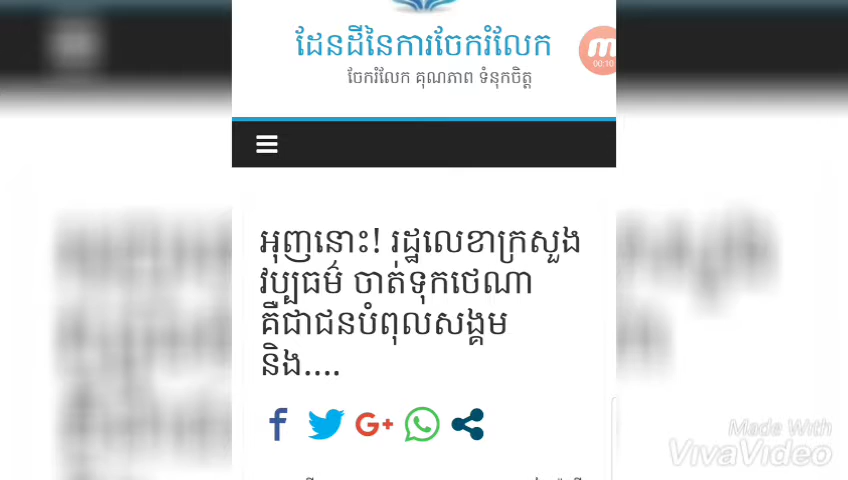 ដែនដីនៃការចែករំលែក
ចែករំលែក គុណភាព ទំនុកចិត្ត
00:10
អុញនោះ! រដ្ឋលេខាក្រសួង
វប្បធម៌ ចាត់ទុកថេណា
គឺជាជនបំពុលសង្គម
និង....
Made With
VivaVideo